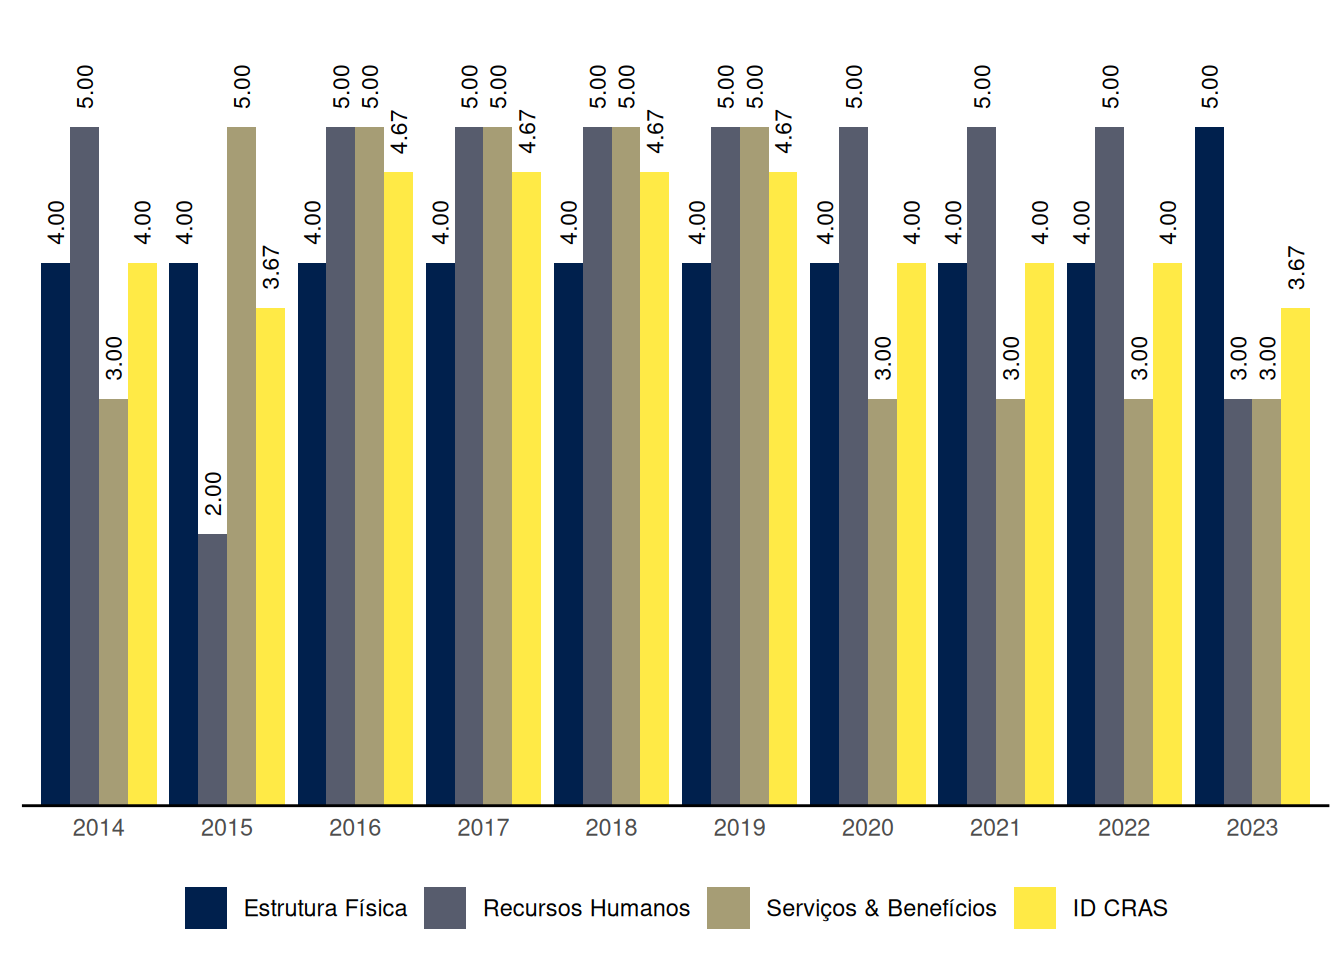 4.00 5.00 3.00 4.00 4.00 2.00 5.00 3.67 4.00 5.00 5.00 4.67 4.00 5.00 5.00 4.67 4.00 5.00 5.00 4.67 4.00 5.00 5.00 4.67 4.00 5.00 3.00 4.00 4.00 5.00 3.00 4.00 4.00 5.00 3.00 4.00 5.00 3.00 3.00 3.67
2014 2015 2016 2017 2018 2019 2020 2021 2022 2023
Estrutura Física Recursos Humanos Serviços & Benefícios ID CRAS